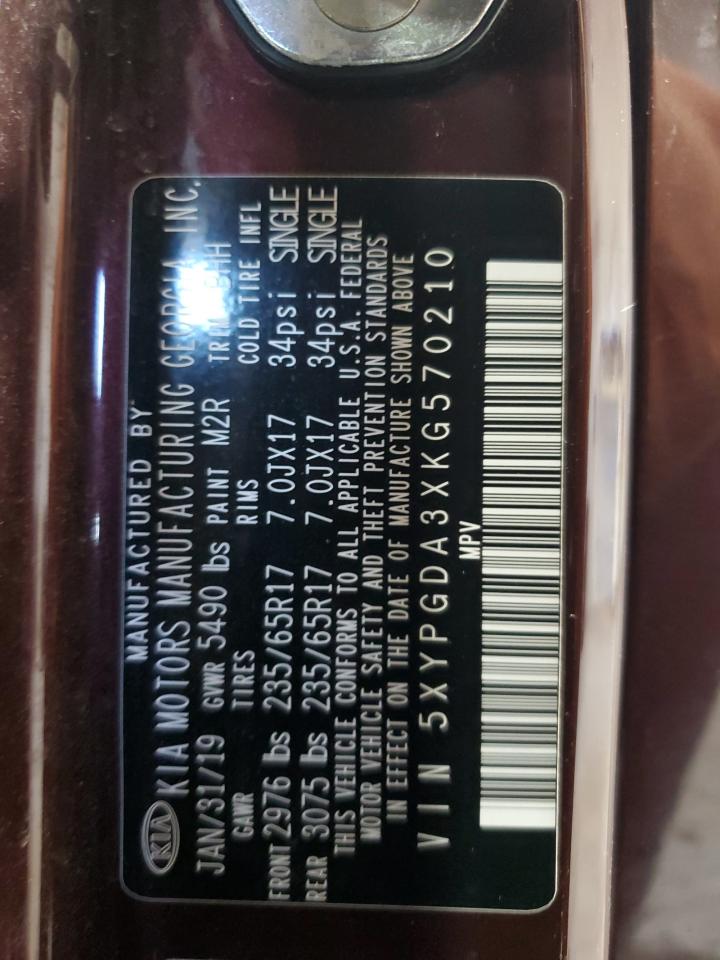 MANUFACTURED BY
KIA KIA MOTORS MANUFACTURING GEORGIA INC.
JAN/31/19 GVWR 5490 lbs PAINT M2R
GAWR TIRES RIMS COLD TIRE INFL
FRONT 2976 lbs 235/65R17 7.0JX17 34psi SINGLE
REAR 3075 lbs 235/65R17 7.0JX17 34psi SINGLE
THIS VEHICLE CONFORMS TO ALL APPLICABLE U.S.A. FEDERAL
MOTOR VEHICLE SAFETY AND THEFT PREVENTION STANDARDS
IN EFFECT ON THE DATE OF MANUFACTURE SHOWN ABOVE
VIN 5XYPGDA3XKG570210
MPV